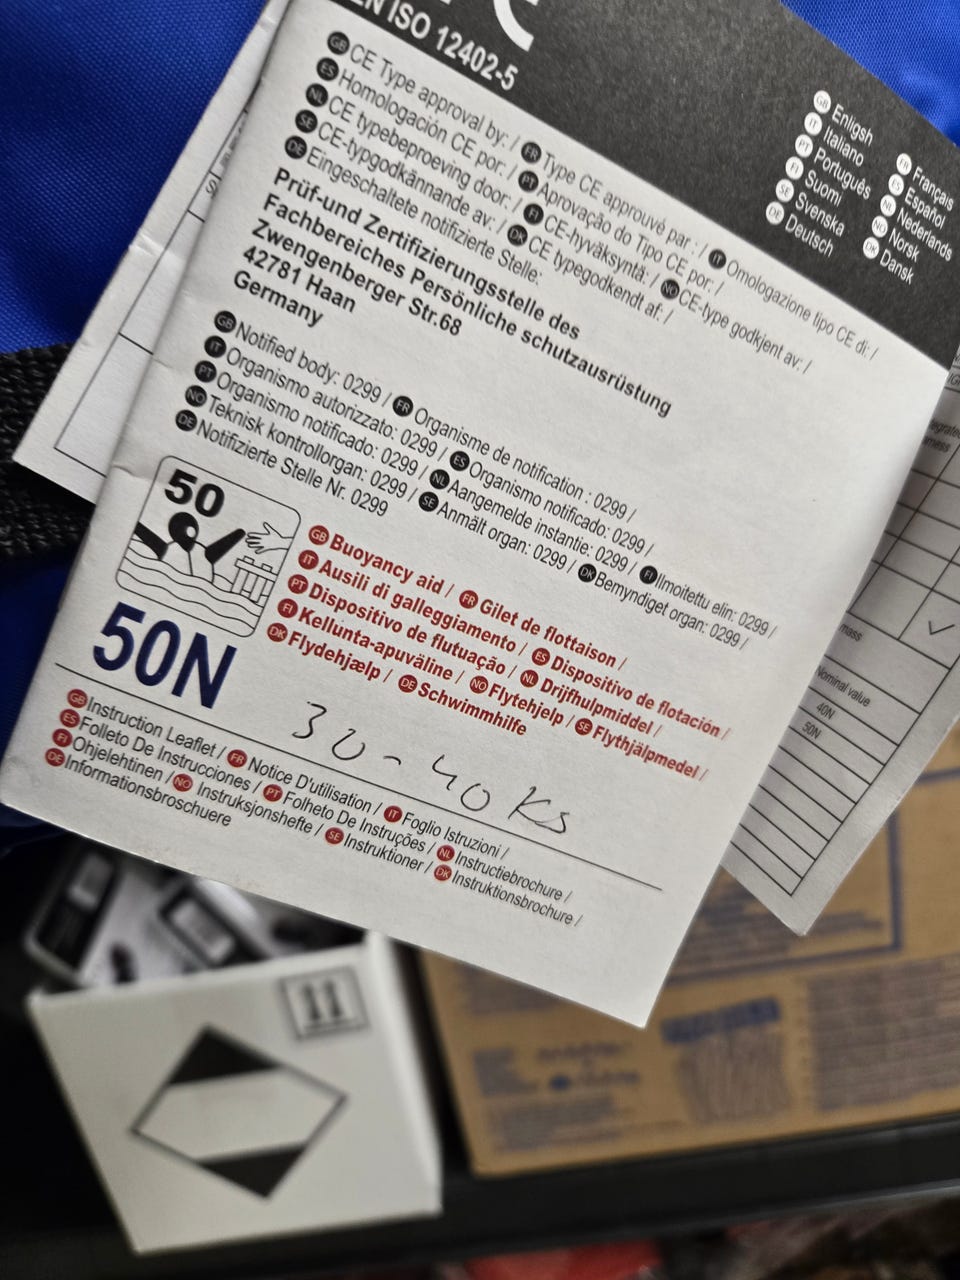 EN ISO 12402-5
GB Enligsh
IT Italiano
PT Português
FI Suomi
SE Svenska
DE Deutsch
FR Français
ES Español
NL Nederlands
NO Norsk
DK Dansk
GB CE Type approval by: / FR Type CE approuvé par : / IT Omologazione tipo CE di: /
ES Homologación CE por: / PT Aprovação do Tipo CE por: /
NL CE typebeproeving door: / FI CE-hyväksyntä: / NO CE-type godkjent av: /
SE CE-typgodkännande av: / DK CE typegodkendt af: /
DE Eingeschaltete notifizierte Stelle:
Prüf-und Zertifizierungsstelle des
Fachbereiches Persönliche schutzausrüstung
Zwengenberger Str.68
42781 Haan
Germany
GB Notified body: 0299 / FR Organisme de notification : 0299 /
IT Organismo autorizzato: 0299 / ES Organismo notificado: 0299 /
PT Organismo notificado: 0299 / NL Aangemelde instantie: 0299 / FI Ilmoitettu elin: 0299 /
NO Teknisk kontrollorgan: 0299 / SE Anmält organ: 0299 / DK Bemyndiget organ: 0299 /
DE Notifizierte Stelle Nr. 0299
50
50N
GB Buoyancy aid / FR Gilet de flottaison /
IT Ausili di galleggiamento / ES Dispositivo de flotación /
PT Dispositivo de flutuação / NL Drijfhulpmiddel /
FI Kellunta-apuväline / NO Flytehjelp / SE Flythjälpmedel /
DK Flydehjælp / DE Schwimmhilfe
30-40 Ks
GB Instruction Leaflet / FR Notice D'utilisation / IT Foglio Istruzioni /
ES Folleto De Instrucciones / PT Folheto De Instruções / NL Instructiebrochure /
FI Ohjelehtinen / NO Instruksjonshefte / SE Instruktioner / DK Instruktionsbrochure /
DE Informationsbroschuere
mass
Nominal value
40N
50N